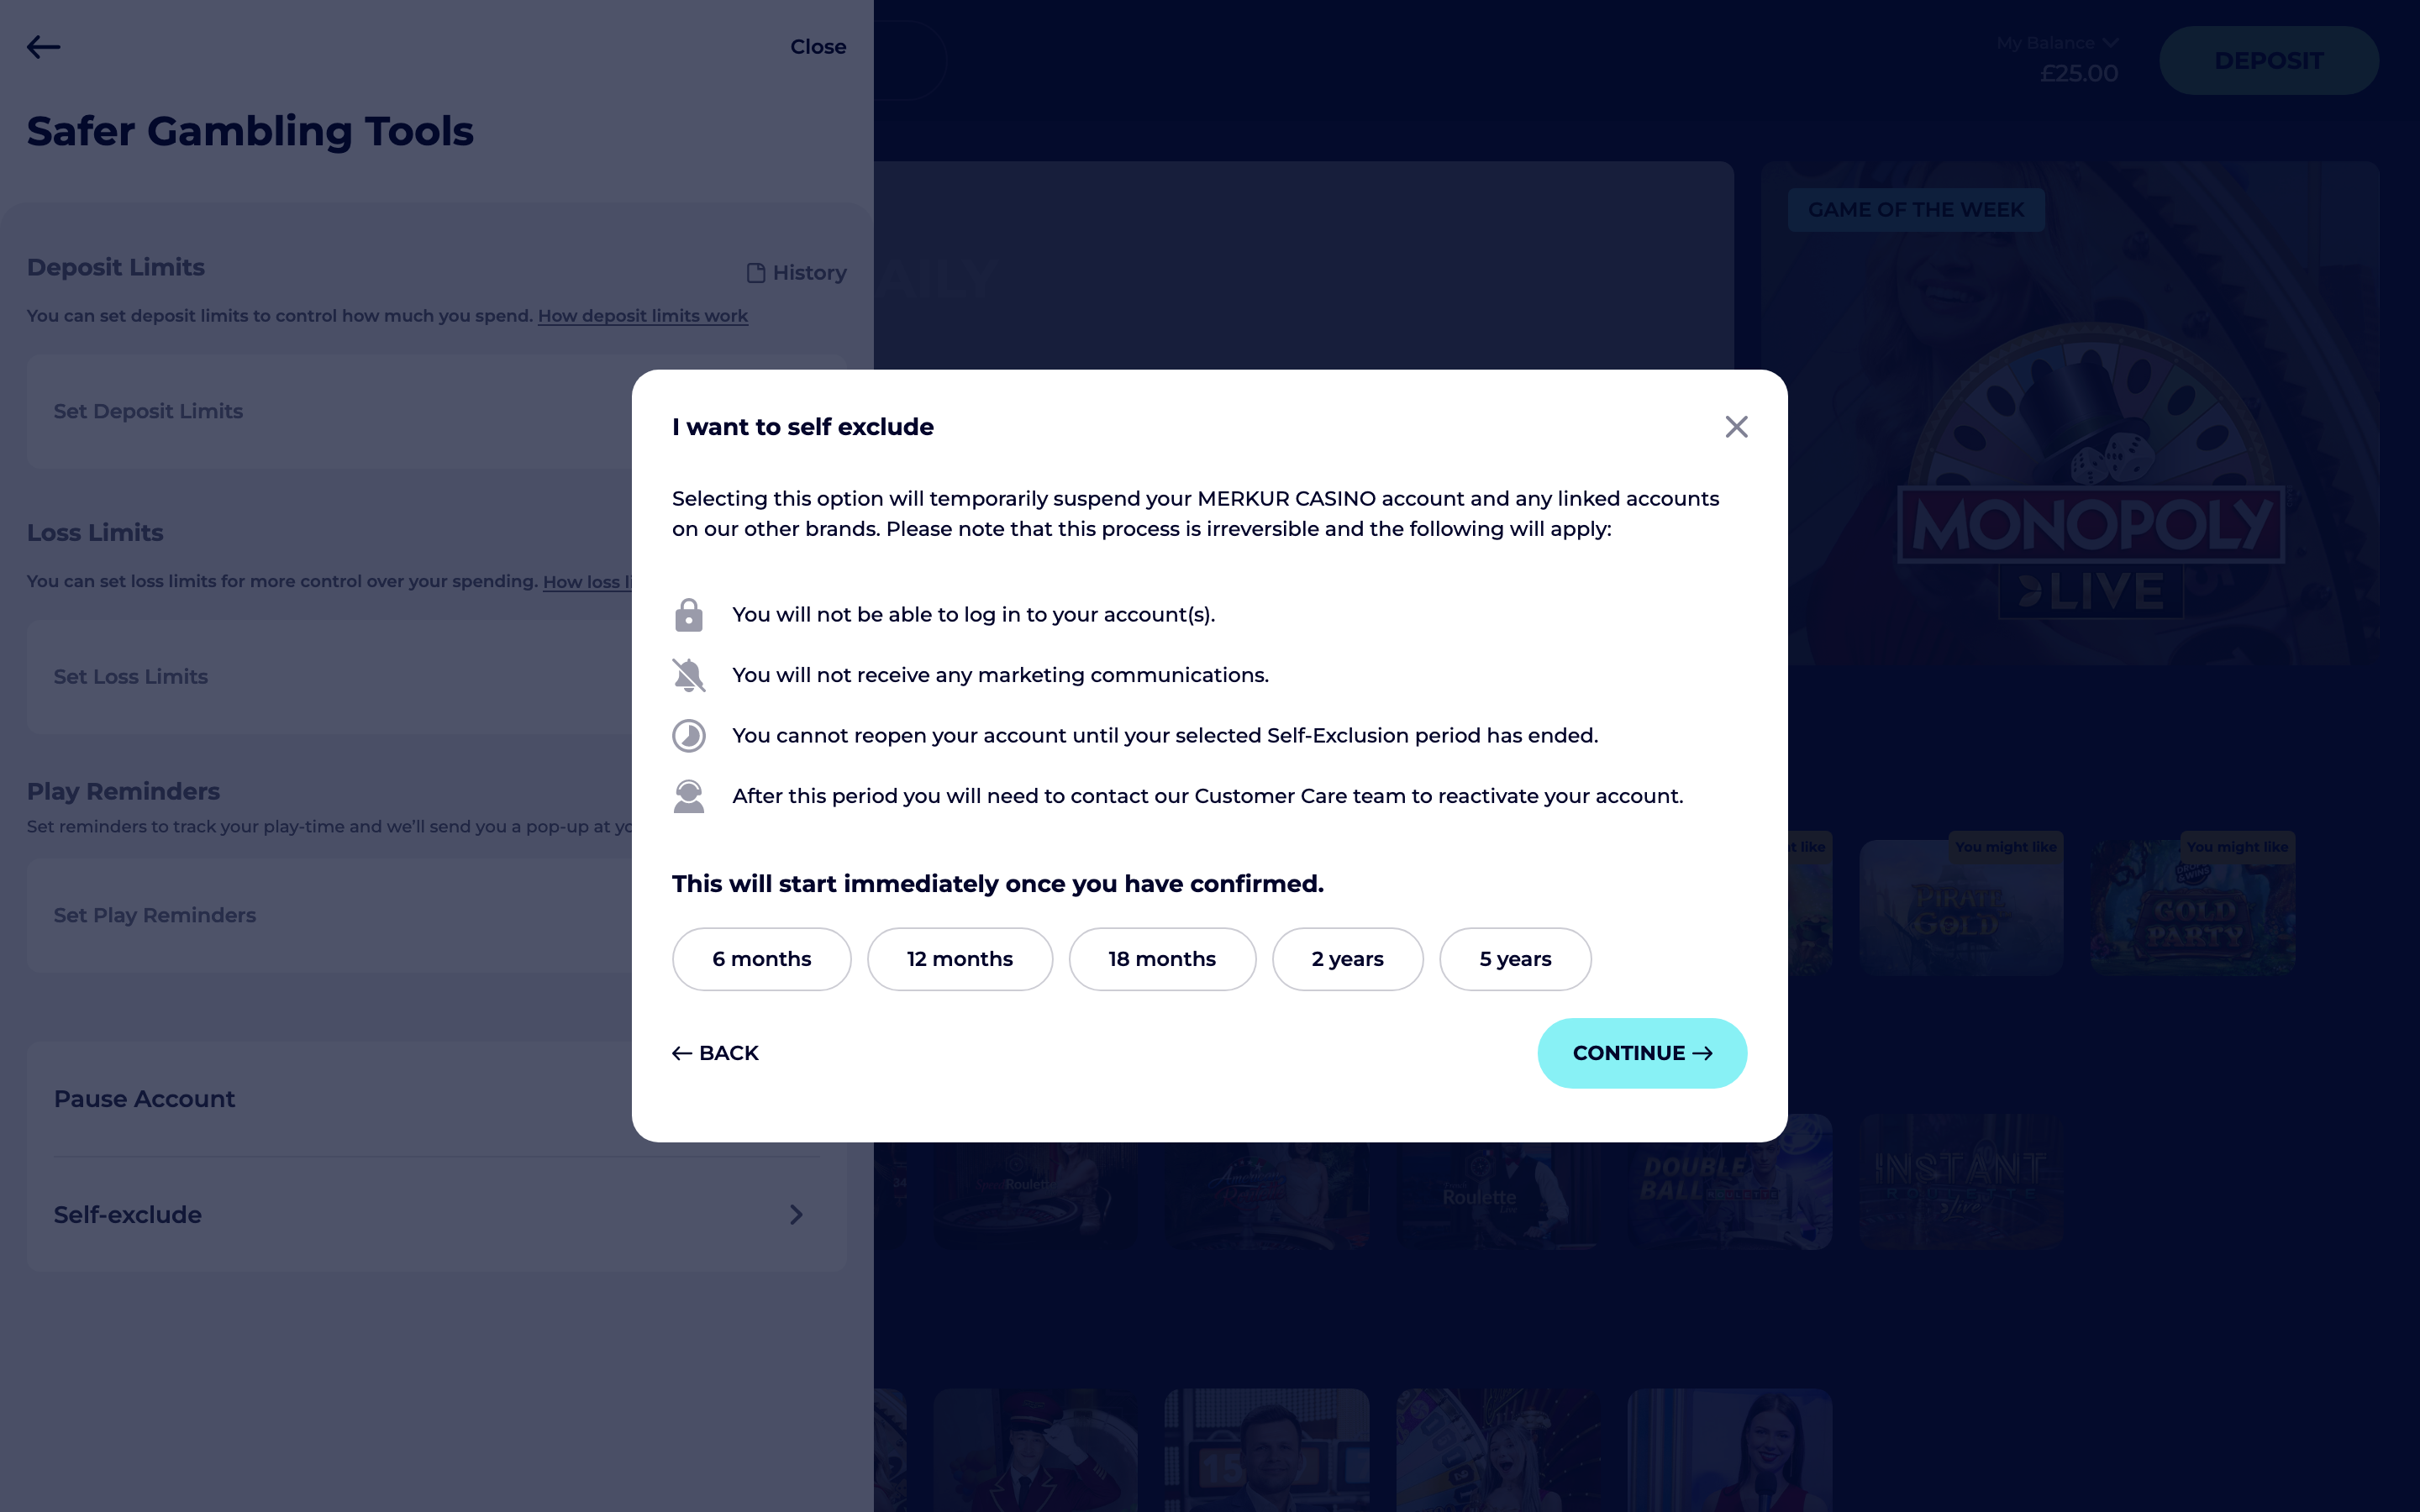 Close
My Balance
£25.00
DEPOSIT
Safer Gambling Tools
GAME OF THE WEEK
Deposit Limits
History
AILY
You can set deposit limits to control how much you spend. How deposit limits work
Set Deposit Limits
MONOPOLY
LIVE
Loss Limits
You can set loss limits for more control over your spending. How loss
Set Loss Limits
Play Reminders
Set reminders to track your play-time and we'll send you a pop-up at
Set Play Reminders
Pause Account
Self-exclude
I want to self exclude
Selecting this option will temporarily suspend your MERKUR CASINO account and any linked accounts
on our other brands. Please note that this process is irreversible and the following will apply:
You will not be able to log in to your account(s).
You will not receive any marketing communications.
You cannot reopen your account until your selected Self-Exclusion period has ended.
After this period you will need to contact our Customer Care team to reactivate your account.
This will start immediately once you have confirmed.
6 months
12 months
18 months
2 years
5 years
BACK
CONTINUE
like
You might like
You might like
PIRATE
GOLD
GOLD
PARTY
24
Roulette
American
Roulette
DOUBLE
BALL
INSTANT
live